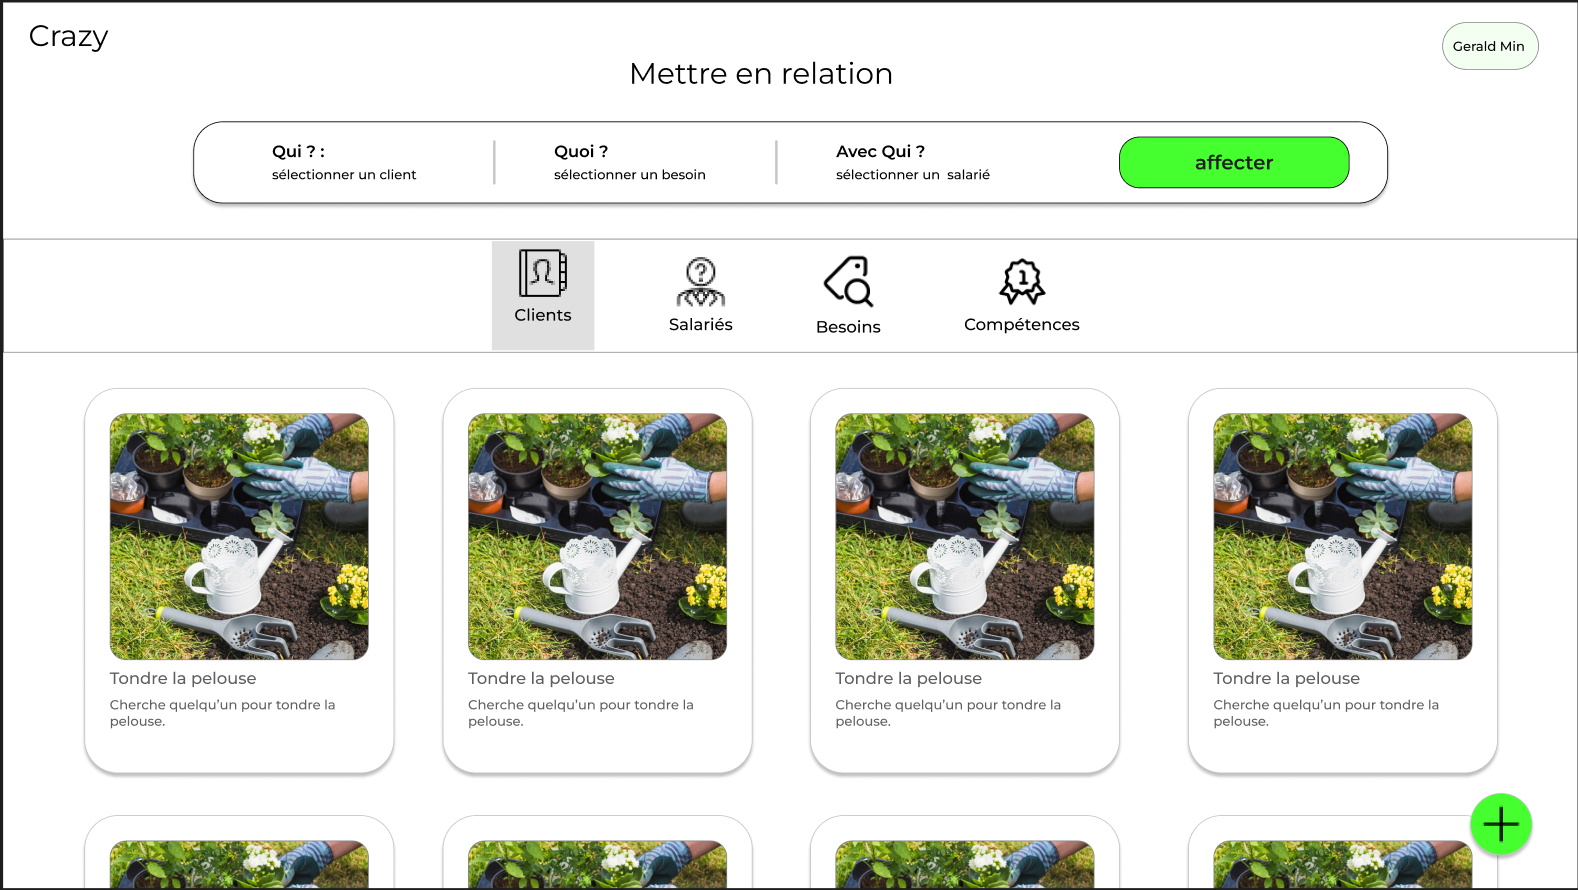 Crazy
Gerald Min
Mettre en relation
Qui ? :
sélectionner un client
Quoi ?
sélectionner un besoin
Avec Qui ?
sélectionner un  salarié
affecter
Clients
Salariés
Besoins
Compétences
Tondre la pelouse
Cherche quelqu'un pour tondre la
pelouse.
Tondre la pelouse
Cherche quelqu'un pour tondre la
pelouse.
Tondre la pelouse
Cherche quelqu'un pour tondre la
pelouse.
Tondre la pelouse
Cherche quelqu'un pour tondre la
pelouse.